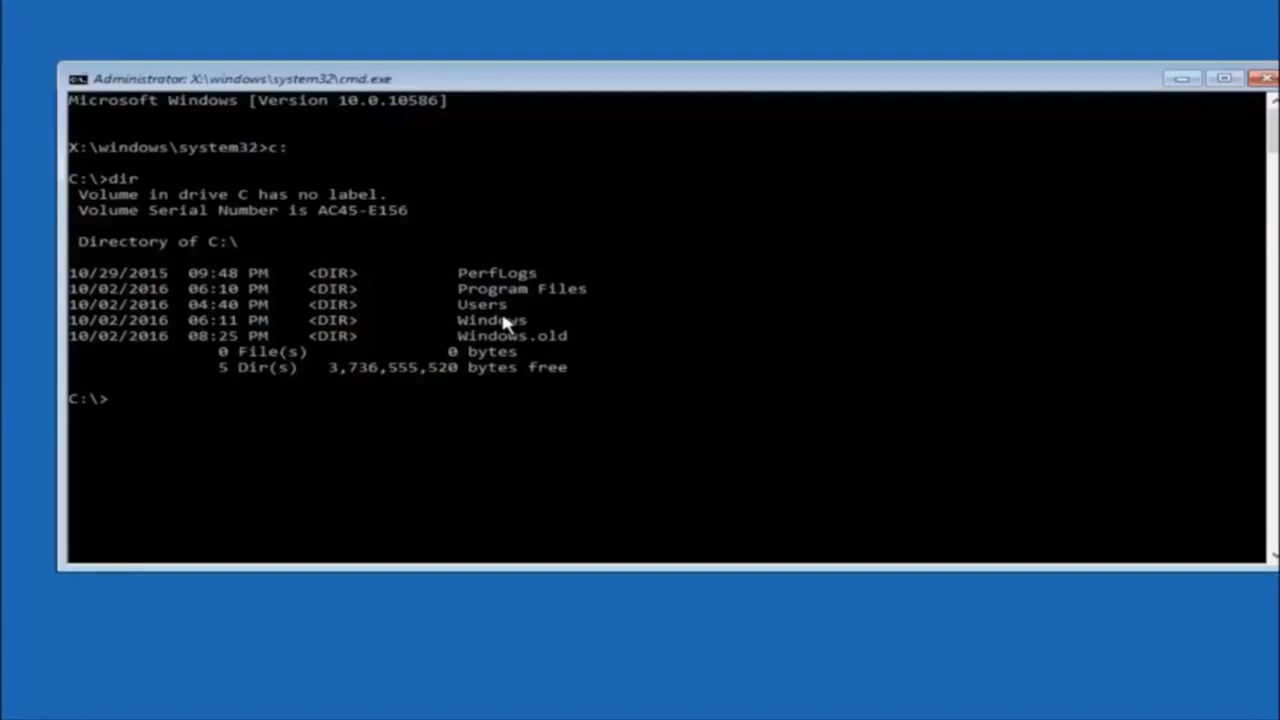 Administrator: X:\windows\system32\cmd.exe
Microsoft Windows [Version 10.0.10586]
X:\windows\system32>c:
C:\>dir
Volume in drive C has no label.
Volume Serial Number is AC45-E156
Directory of C:\
10/29/2015 09:48 PM <DIR> PerfLogs
10/02/2016 06:10 PM <DIR> Program Files
10/02/2016 04:40 PM <DIR> Users
10/02/2016 06:11 PM <DIR> Windows
10/02/2016 08:25 PM <DIR> Windows.old
0 File(s) 0 bytes
5 Dir(s) 3,736,555,520 bytes free
C:\>